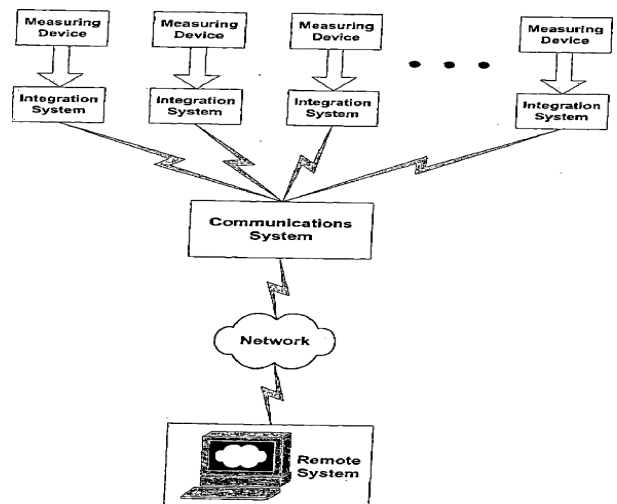 Measuring
Device
Measuring
Device
Measuring
Device
Measuring
Device
Integration
System
Integration
System
Integration
System
Integration
System
Communications
System
Network
Remote
System